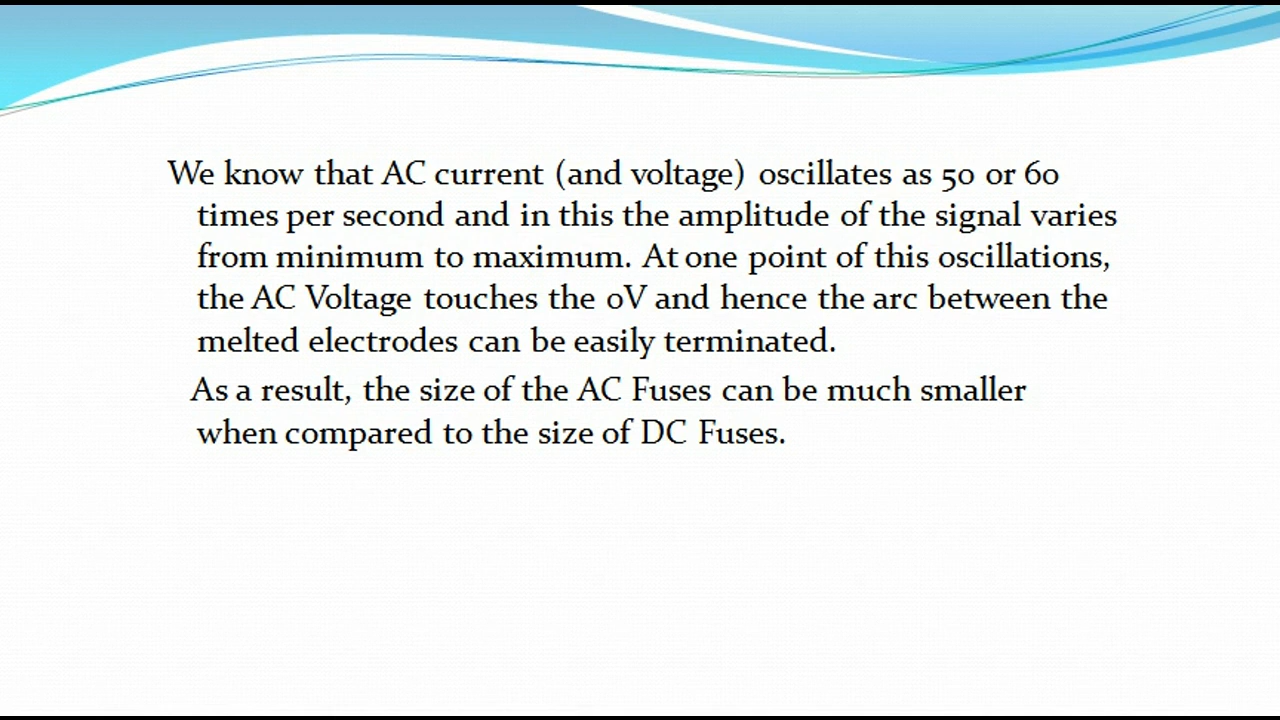 We know that AC current (and voltage) oscillates as 50 or 60
times per second and in this the amplitude of the signal varies
from minimum to maximum. At one point of this oscillations,
the AC Voltage touches the 0V and hence the arc between the
melted electrodes can be easily terminated.
As a result, the size of the AC Fuses can be much smaller
when compared to the size of DC Fuses.